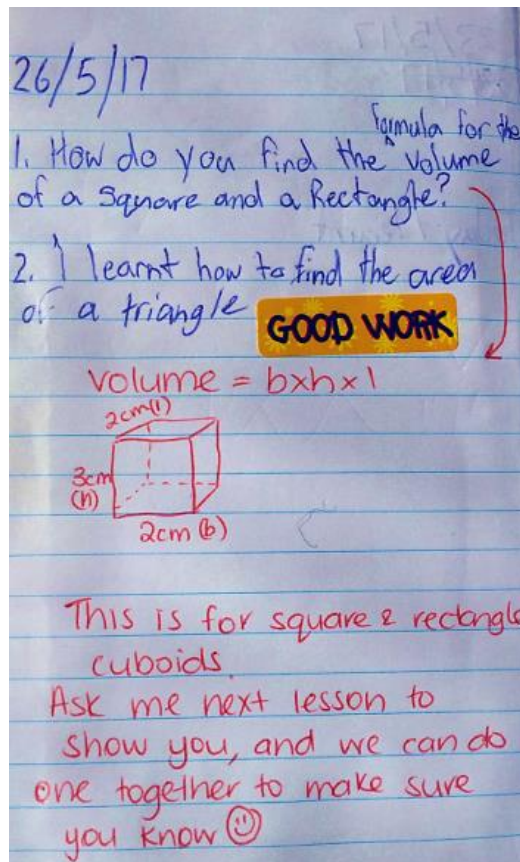 26/5/17
formula for the
1. How do you find the ^ volume
of a Square and a Rectangle?
2. I learnt how to find the area
of a triangle
GOOD WORK
Volume = bxhxl
2cm(l)
3cm
(h)
2cm (b)
This is for square & rectangle
cuboids.
Ask me next lesson to
show you, and we can do
one together to make sure
you know ☺